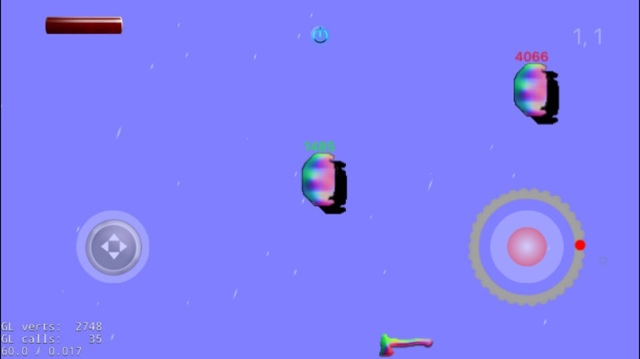 1, 1
4066
GL verts: 2748
GL calls: 35
60.0 / 0.017